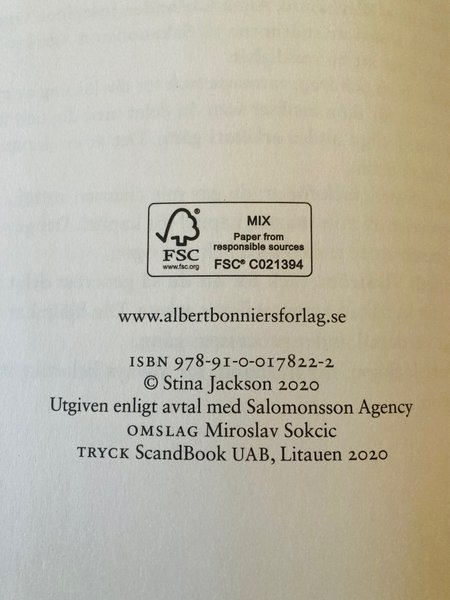 FSC
www.fsc.org
MIX
Paper from
responsible sources
FSC® C021394
www.albertbonniersforlag.se
ISBN 978-91-0-017822-2
© Stina Jackson 2020
Utgiven enligt avtal med Salomonsson Agency
OMSLAG Miroslav Sokcic
TRYCK ScandBook UAB, Litauen 2020